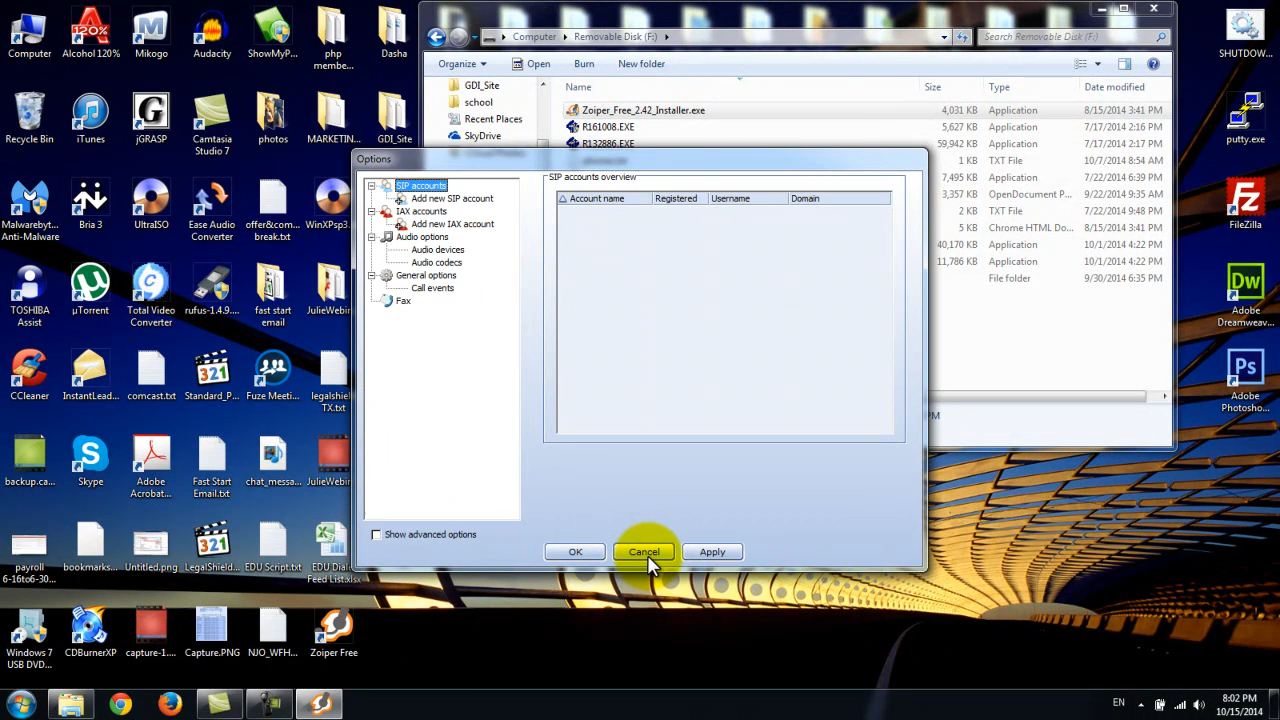 Computer
Alcohol 120%
Mikogo
Audacity
ShowMyP...
php
membe...
Dasha
Recycle Bin
iTunes
jGRASP
Camtasia
Studio 7
photos
MARKETIN...
GDI_Site
Malwarebyt...
Anti-Malware
Bria 3
UltraISO
Ease Audio
Converter
offer&com...
break.txt
WinXPsp3...
TOSHIBA
Assist
µTorrent
Total Video
Converter
rufus-1.4.9...
fast start
email
JulieWebin...
CCleaner
InstantLead...
comcast.txt
Standard_P...
Fuze Meeti...
legalshield
TX.txt
backup.ca...
Skype
Adobe
Acrobat...
Fast Start
Email.txt
chat_messa...
JulieWebin...
payroll
6-16to6-30...
bookmarks...
Untitled.png
LegalShield...
EDU Script.txt
EDU Dialo...
Feed List.xlsx
Windows 7
USB DVD...
CDBurnerXP
capture-1....
Capture.PNG
NJO_WFH...
Zoiper Free
Computer
Removable Disk (F:)
Search Removable Disk (F:)
Organize
Open
Burn
New folder
GDI_Site
school
Recent Places
SkyDrive
Name Size Type Date modified
Zoiper_Free_2.42_Installer.exe 4,031 KB Application 8/15/2014 3:41 PM
R161008.EXE 5,627 KB Application 7/17/2014 2:16 PM
R132886.EXE 59,942 KB Application 7/17/2014 2:14 PM
1 KB TXT File 8/15/2014 3:54 PM
7,495 KB TXT File 7/22/2014 6:39 PM
3,357 KB OpenDocument P... 9/22/2014 9:35 AM
2 KB TXT File 7/22/2014 9:48 PM
5 KB Chrome HTML Do... 8/15/2014 3:41 PM
40,170 KB Application 10/1/2014 4:22 PM
11,786 KB Application 10/1/2014 4:22 PM
File folder 9/30/2014 6:35 PM
Options
SIP accounts
Add new SIP account
IAX accounts
Add new IAX account
Audio options
Audio devices
Audio codecs
General options
Call events
Fax
SIP accounts overview
Account name Registered Username Domain
Show advanced options
OK
Cancel
Apply
SHUTDOW...
putty.exe
FileZilla
Dw
Adobe
Dreamweav...
Ps
Adobe
Photosho...
EN
8:02 PM
10/15/2014